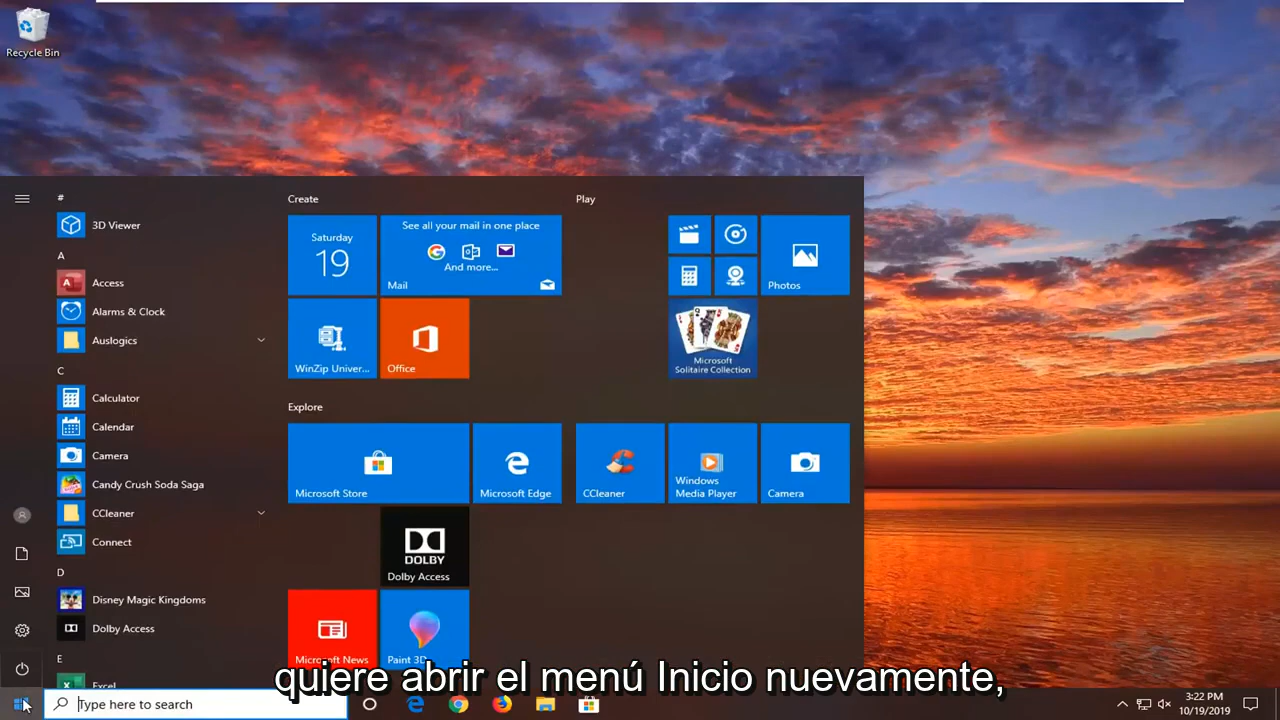 Recycle Bin
#
3D Viewer
A
Access
Alarms & Clock
Auslogics
C
Calculator
Calendar
Camera
Candy Crush Soda Saga
CCleaner
Connect
D
Disney Magic Kingdoms
Dolby Access
E
Excel
Create
Saturday
19
See all your mail in one place
And more...
Mail
WinZip Univer...
Office
Explore
Microsoft Store
Microsoft Edge
DOLBY
Dolby Access
Microsoft News
Paint 3D
Play
Photos
Microsoft
Solitaire Collection
CCleaner
Windows
Media Player
Camera
quiere abrir el menú Inicio nuevamente,
Type here to search
3:22 PM
10/19/2019